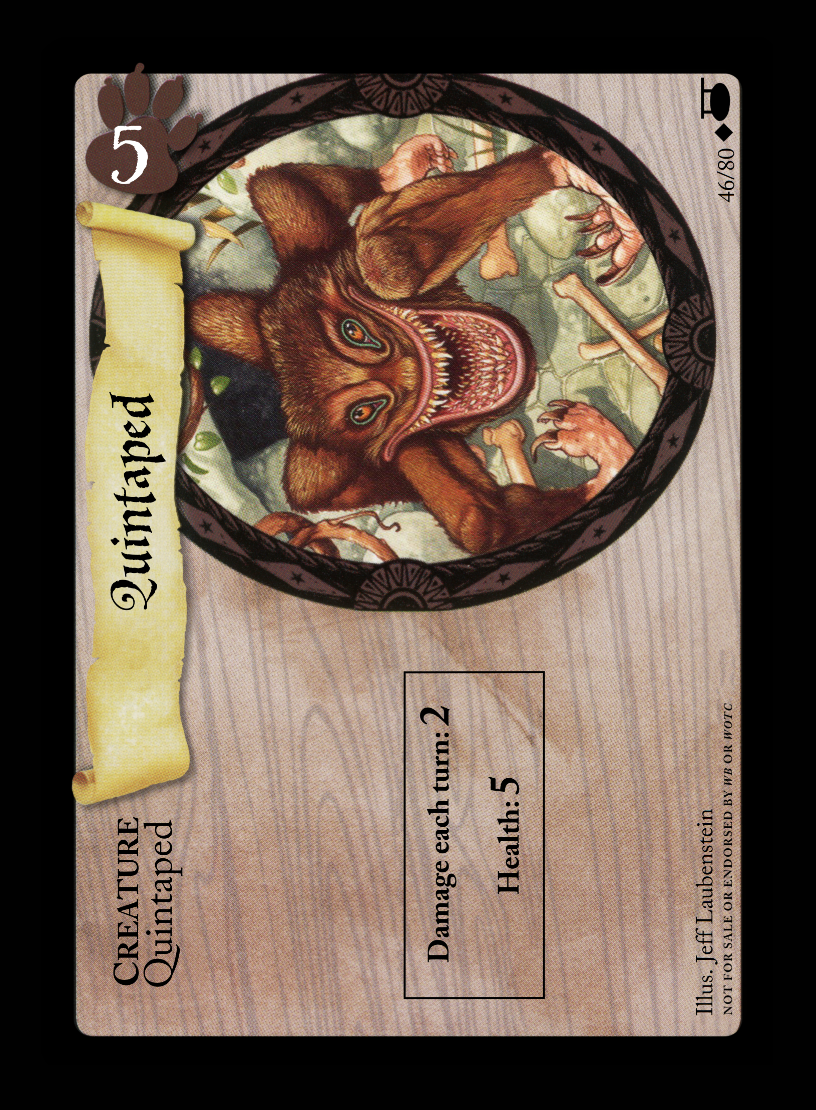 CREATURE
Quintaped
Quintaped
5
Damage each turn: 2
Health: 5
Illus. Jeff Laubenstein
NOT FOR SALE OR ENDORSED BY WB OR WOTC
46/80